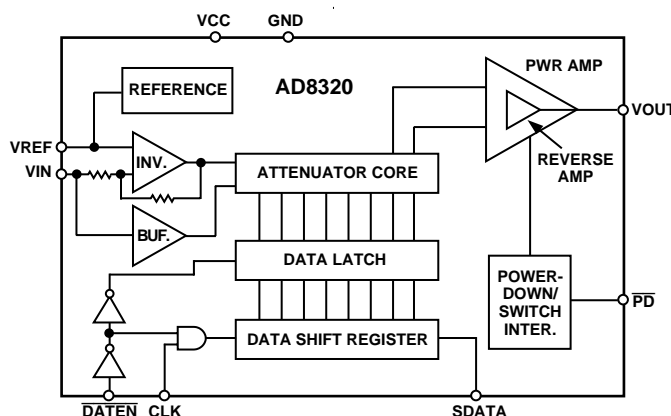 VCC GND
REFERENCE
AD8320
PWR AMP
VOUT
REVERSE
AMP
VREF
VIN
INV.
ATTENUATOR CORE
BUF.
DATA LATCH
POWER-
DOWN/
SWITCH
INTER.
PD
DATA SHIFT REGISTER
DATEN CLK SDATA